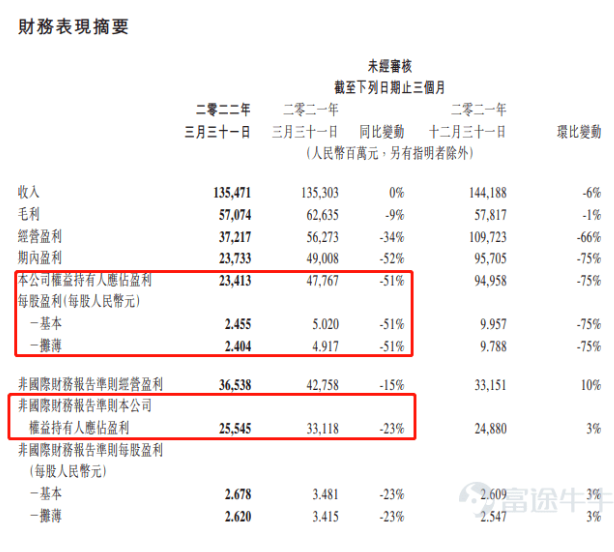 財務表現摘要
未經審核
截至下列日期止三個月
二零二二年 二零二一年 二零二一年
三月三十一日 三月三十一日 同比變動 十二月三十一日 環比變動
(人民幣百萬元，另有指明者除外)
收入 135,471 135,303 0% 144,188 -6%
毛利 57,074 62,635 -9% 57,817 -1%
經營盈利 37,217 56,273 -34% 109,723 -66%
期內盈利 23,733 49,008 -52% 95,705 -75%
本公司權益持有人應佔盈利 23,413 47,767 -51% 94,958 -75%
每股盈利(每股人民幣元)
－基本 2.455 5.020 -51% 9.957 -75%
－攤薄 2.404 4.917 -51% 9.788 -75%
非國際財務報告準則經營盈利 36,538 42,758 -15% 33,151 10%
非國際財務報告準則本公司
權益持有人應佔盈利 25,545 33,118 -23% 24,880 3%
非國際財務報告準則每股盈利
(每股人民幣元)
－基本 2.678 3.481 -23% 2.609 3%
－攤薄 2.620 3.415 -23% 2.547 3%
富途牛牛